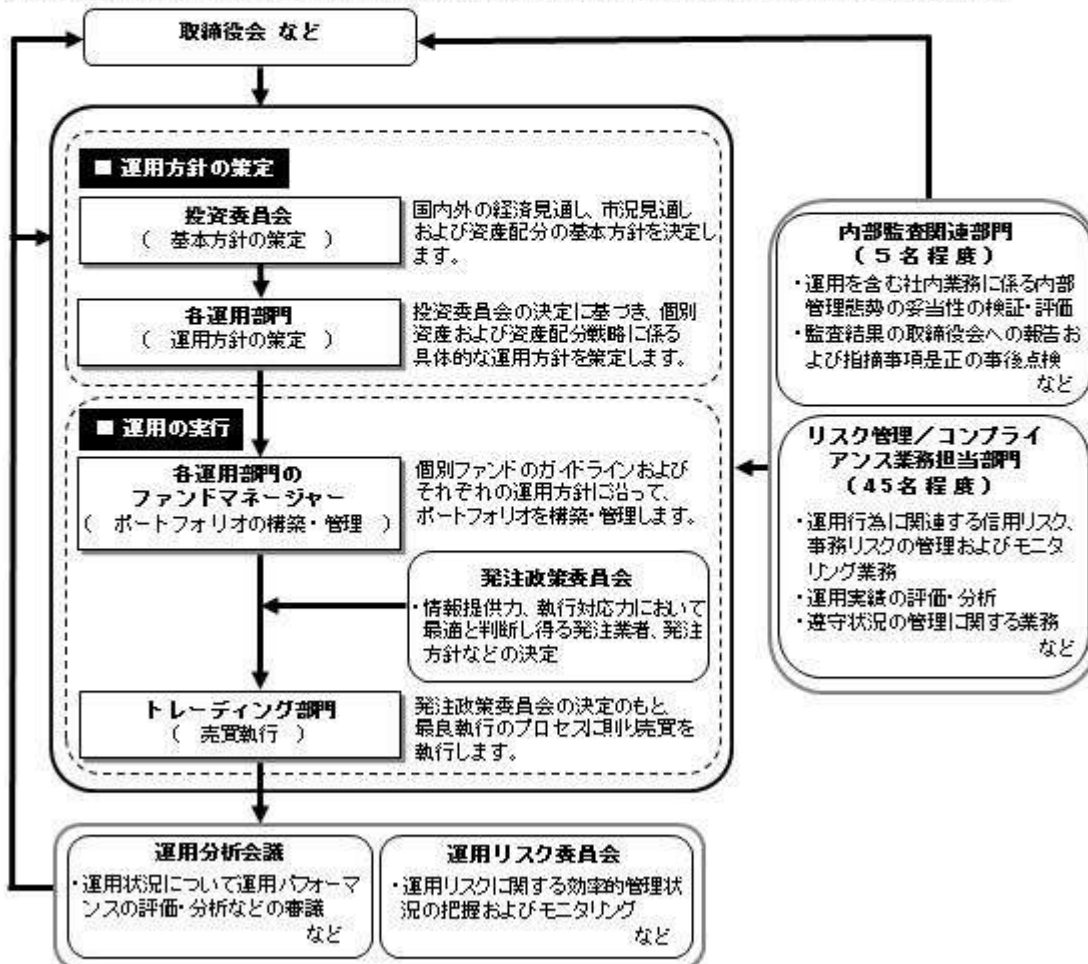 取締役会 など
■ 運用方針の策定
投資委員会
( 基本方針の策定 )
国内外の経済見通し、市況見通し
および資産配分の基本方針を決定し
ます。
各運用部門
( 運用方針の策定 )
投資委員会の決定に基づき、個別
資産および資産配分戦略に係る
具体的な運用方針を策定します。
■ 運用の実行
各運用部門の
ファンドマネージャー
( ポートフォリオの構築・管理 )
個別ファンドのガイドラインおよび
それぞれの運用方針に沿って、
ポートフォリオを構築・管理します。
発注政策委員会
・情報提供力、執行対応力において
最適と判断し得る発注業者、発注
方針などの決定
トレーディング部門
( 売買執行 )
発注政策委員会の決定のもと
最良執行のプロセスに則り売買を
執行します。
内部監査関連部門
(5名程度)
・運用を含む社内業務に係る内部
管理態勢の妥当性の検証・評価
・監査結果の取締役会への報告お
よび指摘事項是正の事後点検
など
リスク管理/コンプライ
アンス業務担当部門
(45名程度)
・運用行為に関連する信用リスク、
事務リスクの管理およびモニタ
リング業務
・運用実績の評価・分析
・遵守状況の管理に関する業務
など
運用分析会議
・運用状況について運用パフォーマ
ンスの評価・分析などの審議
など
運用リスク委員会
・運用リスクに関する効率的管理状
況の把握およびモニタリング
など